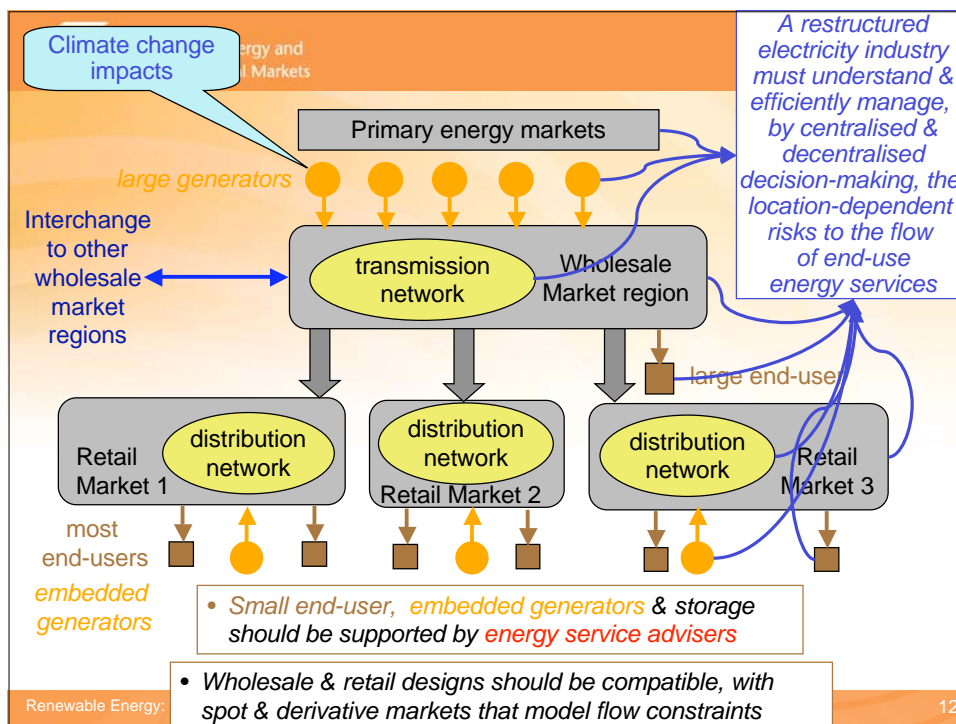 Climate change
impacts
ergy and
l Markets
A restructured
electricity industry
must understand &
efficiently manage,
by centralised &
decentralised
decision-making, the
location-dependent
risks to the flow
of end-use
energy services
Primary energy markets
large generators
Interchange
to other
wholesale
market
regions
transmission
network
Wholesale
Market region
large end-user
Retail
Market 1
distribution
network
distribution
network
Retail Market 2
distribution
network
Retail
Market 3
most
end-users
embedded
generators
• Small end-user, embedded generators & storage
should be supported by energy service advisers
• Wholesale & retail designs should be compatible, with
spot & derivative markets that model flow constraints
Renewable Energy:
12